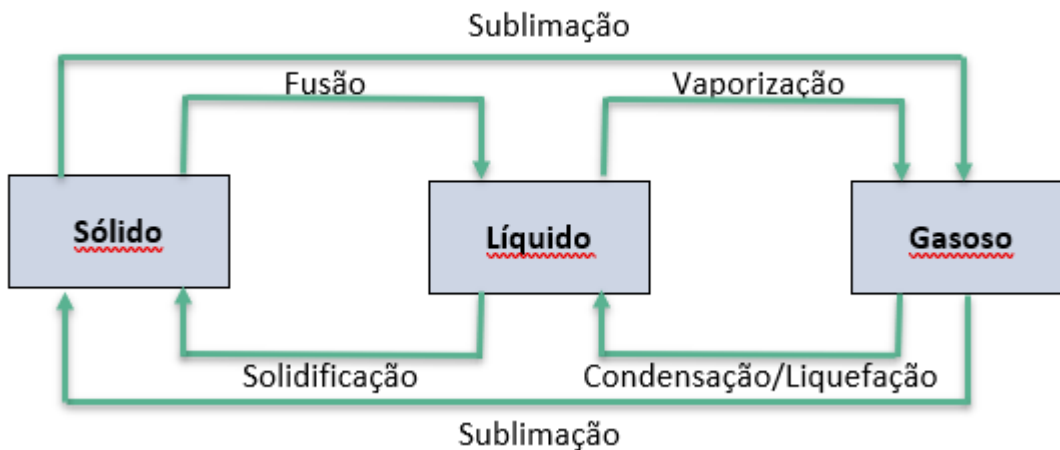 Sublimação
Fusão
Vaporização
Sólido
Líquido
Gasoso
Solidificação
Condensação/Liquefação
Sublimação